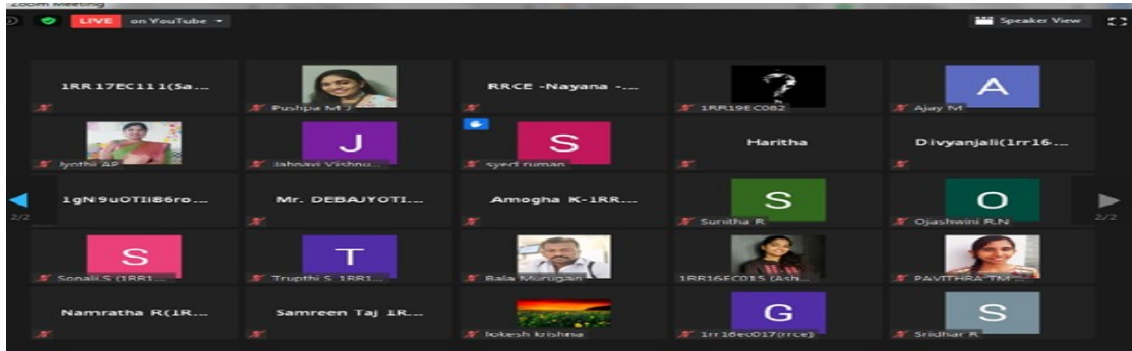 Zoom Meeting
LIVE on YouTube
Speaker View
1RR17EC111(Sa...
Pushpa M J
RRCE -Nayana -...
?
1RR19EC082
A
Ajay M
Jyothi AP
J
Jahnavi Vishnu...
S
syed ruman
Haritha
Divyanjali(1rr16-...
2/2
Mr. DEBAJYOTI...
Amogha K-1RR...
S
Sunitha R
O
Ojashwini R.N
2/2
S
Sonali S (1RR1...
T
Trupthi S 1RR1...
Bala Murugan
1RR16EC015 (Ash...
PAVITHRA TM ...
Namratha R(1R...
Samreen Taj 1R...
lokesh krishna
G
1rr16ec017(rrce)
S
Sridhar R